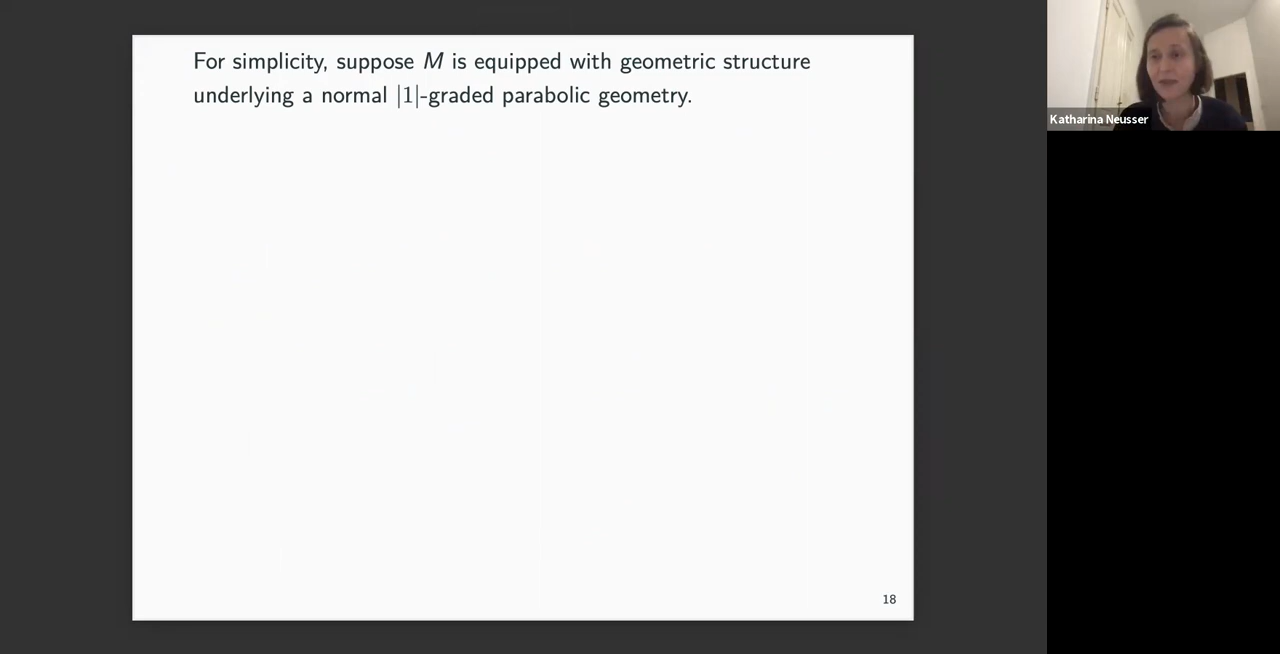 For simplicity, suppose M is equipped with geometric structure
underlying a normal |1|-graded parabolic geometry.
18
Katharina Neusser